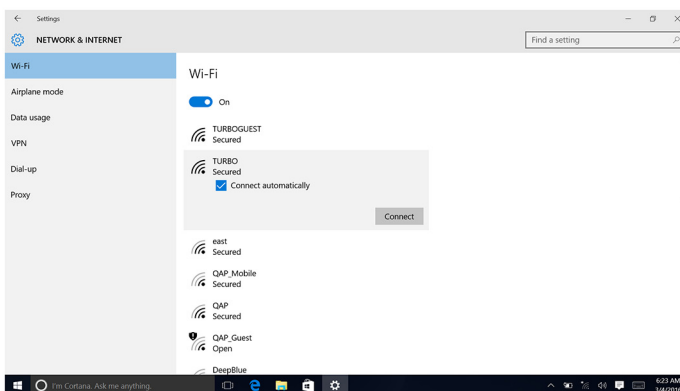 Settings
NETWORK & INTERNET
Find a setting
Wi-Fi
Airplane mode
Data usage
VPN
Dial-up
Proxy
Wi-Fi
On
TURBOGUEST
Secured
TURBO
Secured
Connect automatically
Connect
east
Secured
QAP_Mobile
Secured
QAP
Secured
QAP_Guest
Open
DeepBlue
I'm Cortana. Ask me anything.
6:23 AM